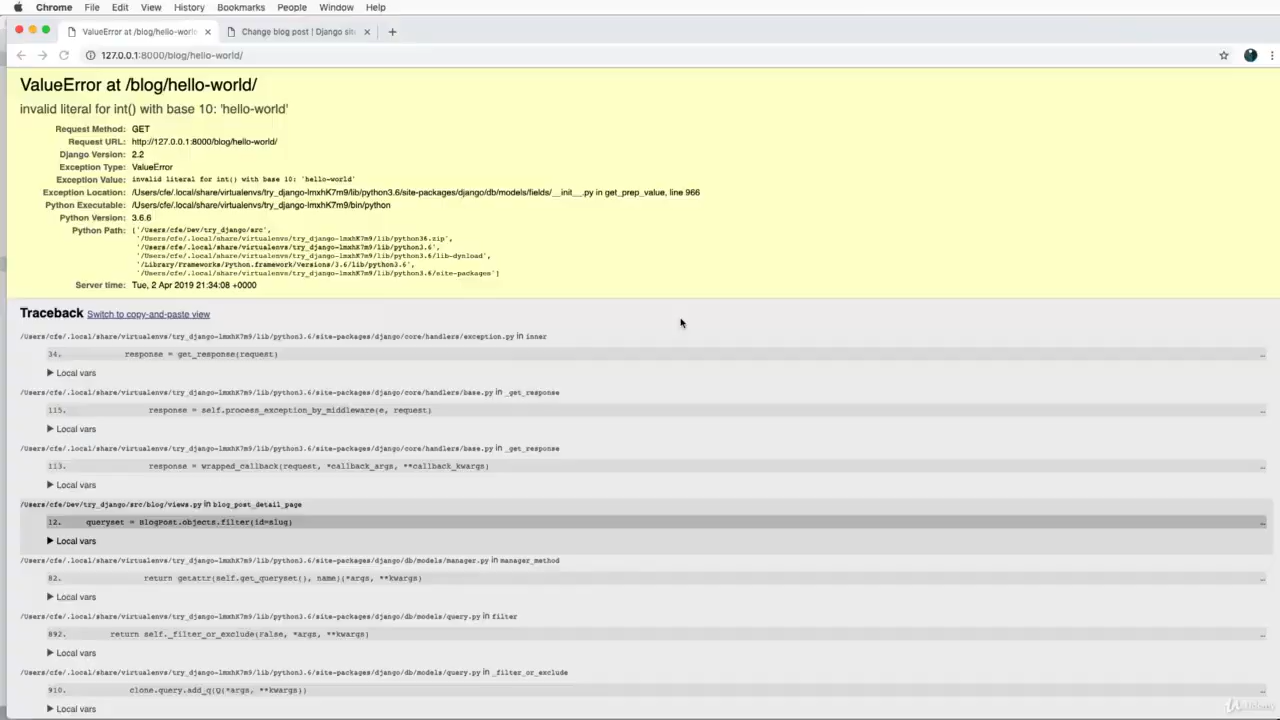 Chrome File Edit View History Bookmarks People Window Help
ValueError at /blog/hello-worl Change blog post | Django sit
127.0.0.1:8000/blog/hello-world/
ValueError at /blog/hello-world/
invalid literal for int() with base 10: 'hello-world'
Request Method: GET
Request URL: http://127.0.0.1:8000/blog/hello-world/
Django Version: 2.2
Exception Type: ValueError
Exception Value: invalid literal for int() with base 10: 'hello-world'
Exception Location: /Users/cfe/.local/share/virtualenvs/try_django-lmxhK7m9/lib/python3.6/site-packages/django/db/models/fields/__init__.py in get_prep_value, line 966
Python Executable: /Users/cfe/.local/share/virtualenvs/try_django-lmxhK7m9/bin/python
Python Version: 3.6.6
Python Path: ['/Users/cfe/Dev/try_django/src',
'/Users/cfe/.local/share/virtualenvs/try_django-lmxhK7m9/lib/python36.zip',
'/Users/cfe/.local/share/virtualenvs/try_django-lmxhK7m9/lib/python3.6',
'/Users/cfe/.local/share/virtualenvs/try_django-lmxhK7m9/lib/python3.6/lib-dynload',
'/Library/Frameworks/Python.framework/Versions/3.6/lib/python3.6',
'/Users/cfe/.local/share/virtualenvs/try_django-lmxhK7m9/lib/python3.6/site-packages']
Server time: Tue, 2 Apr 2019 21:34:08 +0000
Traceback Switch to copy-and-paste view
/Users/cfe/.local/share/virtualenvs/try_django-lmxhK7m9/lib/python3.6/site-packages/django/core/handlers/exception.py in inner
34. response = get_response(request) …
▶ Local vars
/Users/cfe/.local/share/virtualenvs/try_django-lmxhK7m9/lib/python3.6/site-packages/django/core/handlers/base.py in _get_response
115. response = self.process_exception_by_middleware(e, request) …
▶ Local vars
/Users/cfe/.local/share/virtualenvs/try_django-lmxhK7m9/lib/python3.6/site-packages/django/core/handlers/base.py in _get_response
113. response = wrapped_callback(request, *callback_args, **callback_kwargs) …
▶ Local vars
/Users/cfe/Dev/try_django/src/blog/views.py in blog_post_detail_page
12. queryset = BlogPost.objects.filter(id=slug) …
▶ Local vars
/Users/cfe/.local/share/virtualenvs/try_django-lmxhK7m9/lib/python3.6/site-packages/django/db/models/manager.py in manager_method
82. return getattr(self.get_queryset(), name)(*args, **kwargs) …
▶ Local vars
/Users/cfe/.local/share/virtualenvs/try_django-lmxhK7m9/lib/python3.6/site-packages/django/db/models/query.py in filter
892. return self._filter_or_exclude(False, *args, **kwargs) …
▶ Local vars
/Users/cfe/.local/share/virtualenvs/try_django-lmxhK7m9/lib/python3.6/site-packages/django/db/models/query.py in _filter_or_exclude
910. clone.query.add_q(Q(*args, **kwargs)) …
▶ Local vars
Udemy